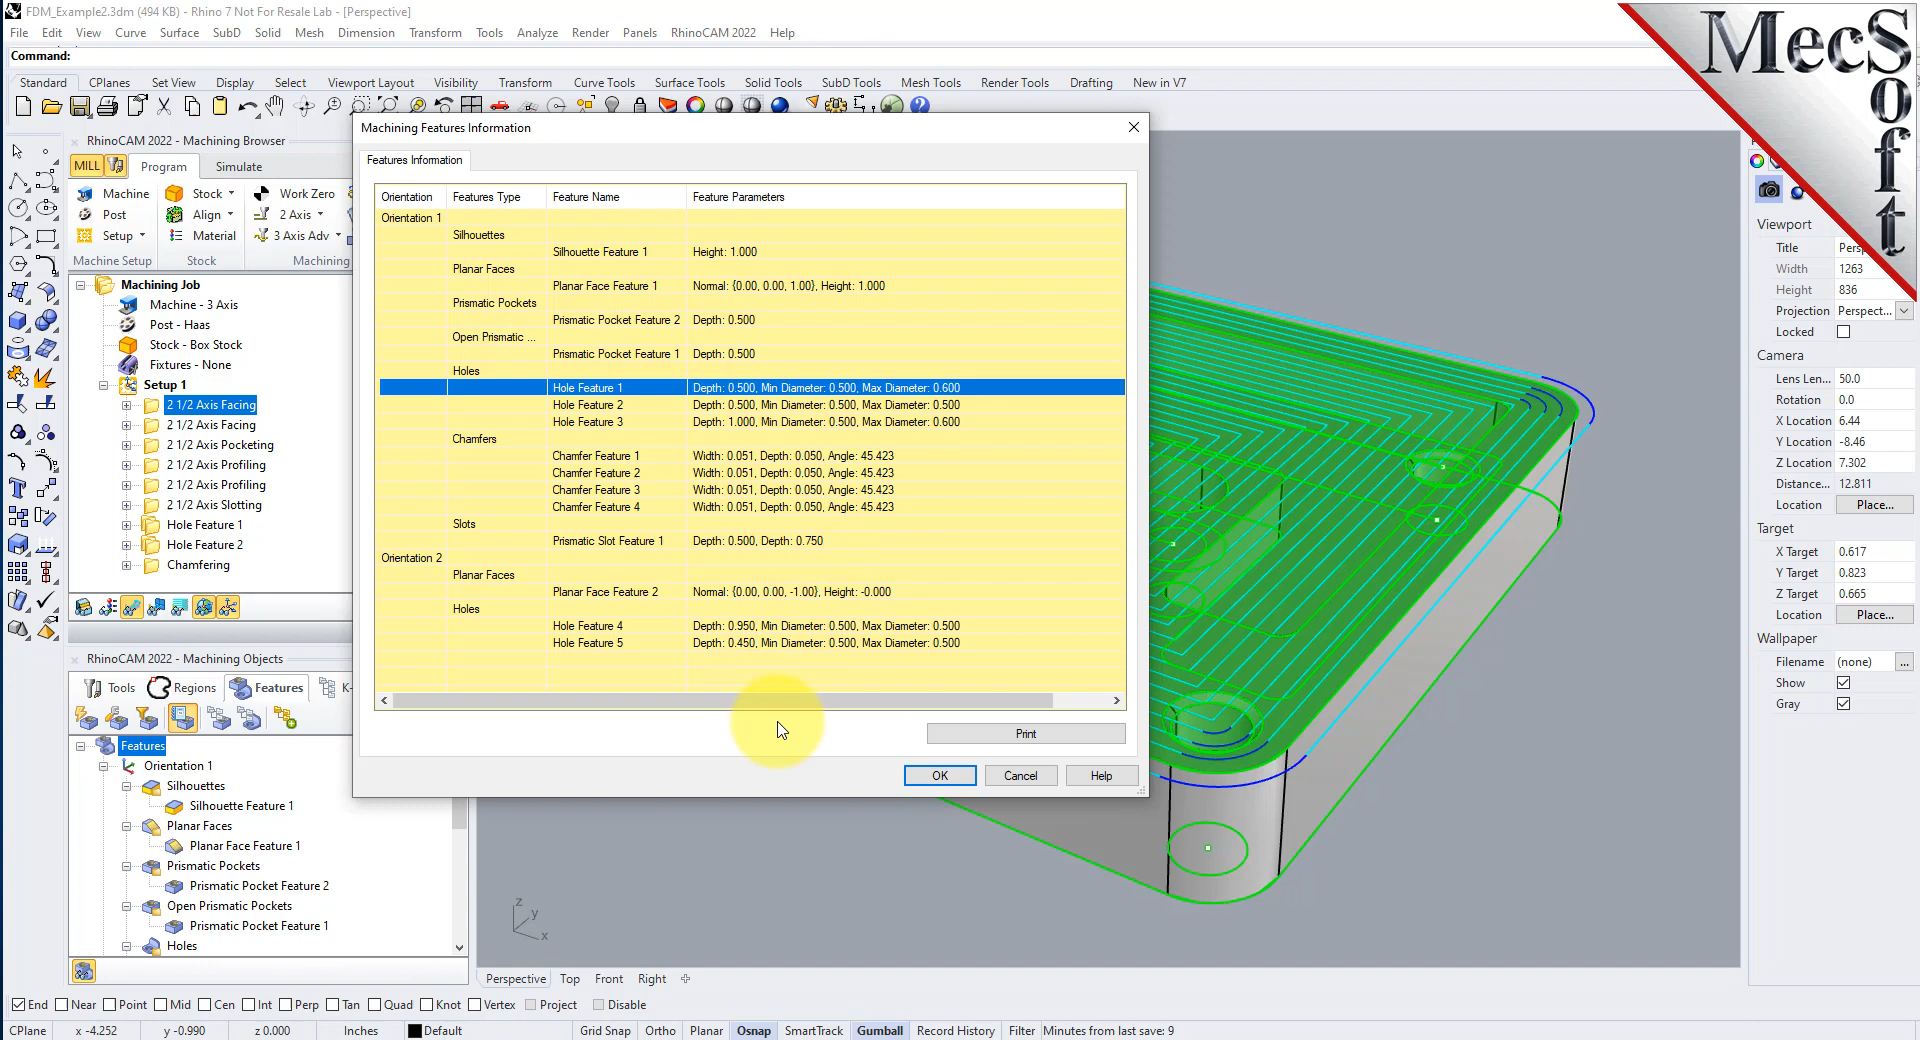 FDM_Example2.3dm (494 KB) - Rhino 7 Not For Resale Lab - [Perspective]
File Edit View Curve Surface SubD Solid Mesh Dimension Transform Tools Analyze Render Panels RhinoCAM 2022 Help
Command:
Standard CPlanes Set View Display Select Viewport Layout Visibility Transform Curve Tools Surface Tools Solid Tools SubD Tools Mesh Tools Render Tools Drafting New in V7
MecSoft
RhinoCAM 2022 - Machining Browser
MILL Program Simulate
Machine Stock Work Zero
Post Align 2 Axis
Setup Material 3 Axis Adv
Machine Setup Stock Machining
Machining Job
Machine - 3 Axis
Post - Haas
Stock - Box Stock
Fixtures - None
Setup 1
2 1/2 Axis Facing
2 1/2 Axis Facing
2 1/2 Axis Pocketing
2 1/2 Axis Profiling
2 1/2 Axis Profiling
2 1/2 Axis Slotting
Hole Feature 1
Hole Feature 2
Chamfering
RhinoCAM 2022 - Machining Objects
Tools Regions Features K-
Features
Orientation 1
Silhouettes
Silhouette Feature 1
Planar Faces
Planar Face Feature 1
Prismatic Pockets
Prismatic Pocket Feature 2
Open Prismatic Pockets
Prismatic Pocket Feature 1
Holes
Machining Features Information
Features Information
Orientation Features Type Feature Name Feature Parameters
Orientation 1
Silhouettes
Silhouette Feature 1 Height: 1.000
Planar Faces
Planar Face Feature 1 Normal: {0.00, 0.00, 1.00}, Height: 1.000
Prismatic Pockets
Prismatic Pocket Feature 2 Depth: 0.500
Open Prismatic ...
Prismatic Pocket Feature 1 Depth: 0.500
Holes
Hole Feature 1 Depth: 0.500, Min Diameter: 0.500, Max Diameter: 0.600
Hole Feature 2 Depth: 0.500, Min Diameter: 0.500, Max Diameter: 0.500
Hole Feature 3 Depth: 1.000, Min Diameter: 0.500, Max Diameter: 0.600
Chamfers
Chamfer Feature 1 Width: 0.051, Depth: 0.050, Angle: 45.423
Chamfer Feature 2 Width: 0.051, Depth: 0.050, Angle: 45.423
Chamfer Feature 3 Width: 0.051, Depth: 0.050, Angle: 45.423
Chamfer Feature 4 Width: 0.051, Depth: 0.050, Angle: 45.423
Slots
Prismatic Slot Feature 1 Depth: 0.500, Depth: 0.750
Orientation 2
Planar Faces
Planar Face Feature 2 Normal: {0.00, 0.00, -1.00}, Height: -0.000
Holes
Hole Feature 4 Depth: 0.950, Min Diameter: 0.500, Max Diameter: 0.500
Hole Feature 5 Depth: 0.450, Min Diameter: 0.500, Max Diameter: 0.500
Print
OK Cancel Help
z
y
x
Viewport
Title
Width 1263
Height 836
Projection Perspect...
Locked
Camera
Lens Len... 50.0
Rotation 0.0
X Location 6.44
Y Location -8.46
Z Location 7.302
Distance... 12.811
Location Place...
Target
X Target 0.617
Y Target 0.823
Z Target 0.665
Location Place...
Wallpaper
Filename (none) ...
Show
Gray
Perspective Top Front Right
End Near Point Mid Cen Int Perp Tan Quad Knot Vertex Project Disable
CPlane x -4.252 y -0.990 z 0.000 Inches Default Grid Snap Ortho Planar Osnap SmartTrack Gumball Record History Filter Minutes from last save: 9